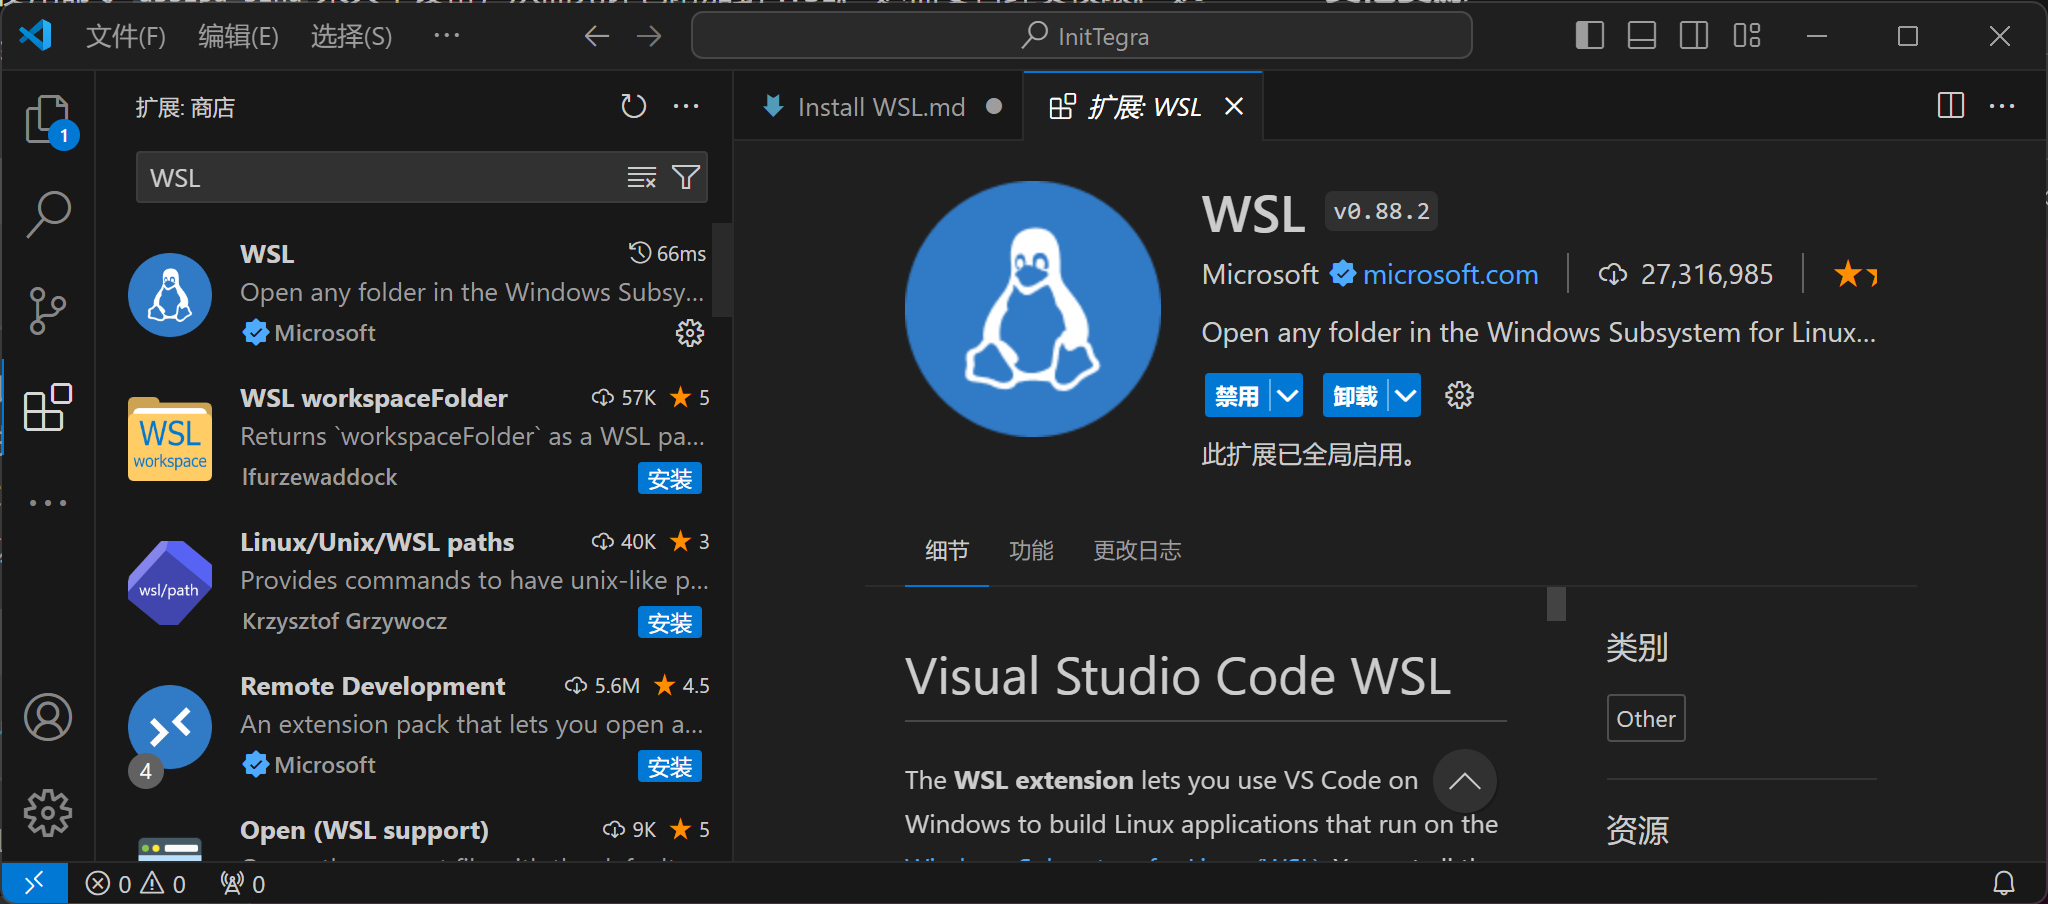 文件(F) 编辑(E) 选择(S) ··· InitTegra
扩展: 商店
Install WSL.md
扩展: WSL
1
WSL
WSL 66ms
Open any folder in the Windows Subsy...
Microsoft
WSL workspaceFolder 57K 5
Returns `workspaceFolder` as a WSL pa...
lfurzewaddock 安装
WSL
workspace
Linux/Unix/WSL paths 40K 3
Provides commands to have unix-like p...
Krzysztof Grzywocz 安装
wsl/path
Remote Development 5.6M 4.5
An extension pack that lets you open a...
Microsoft 安装
4
Open (WSL support) 9K 5
WSL v0.88.2
Microsoft microsoft.com 27,316,985
Open any folder in the Windows Subsystem for Linux...
禁用 卸载
此扩展已全局启用。
细节 功能 更改日志
Visual Studio Code WSL
The WSL extension lets you use VS Code on
Windows to build Linux applications that run on the
类别
Other
资源
0 0 0